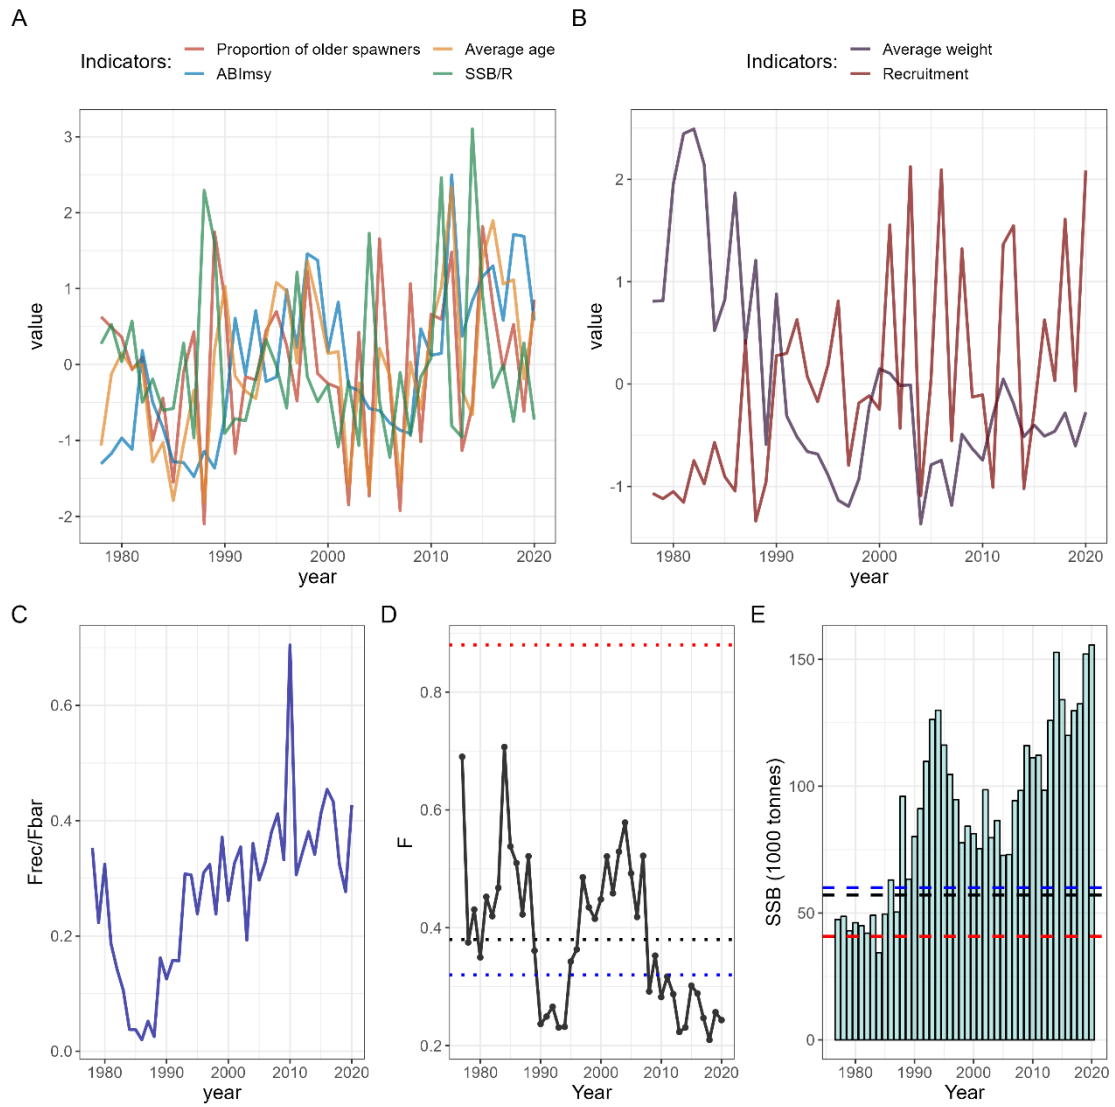 A
Indicators:
Proportion of older spawners
Average age
ABImsy
SSB/R
value
3
2
1
0
-1
-2
1980 1990 2000 2010 2020
year
B
Indicators:
Average weight
Recruitment
value
2
1
0
-1
1980 1990 2000 2010 2020
year
C
Frec/Fbar
0.6
0.4
0.2
0.0
1980 1990 2000 2010 2020
year
D
F
0.8
0.6
0.4
0.2
1980 1990 2000 2010 2020
Year
E
SSB (1000 tonnes)
150
100
50
0
1980 1990 2000 2010 2020
Year